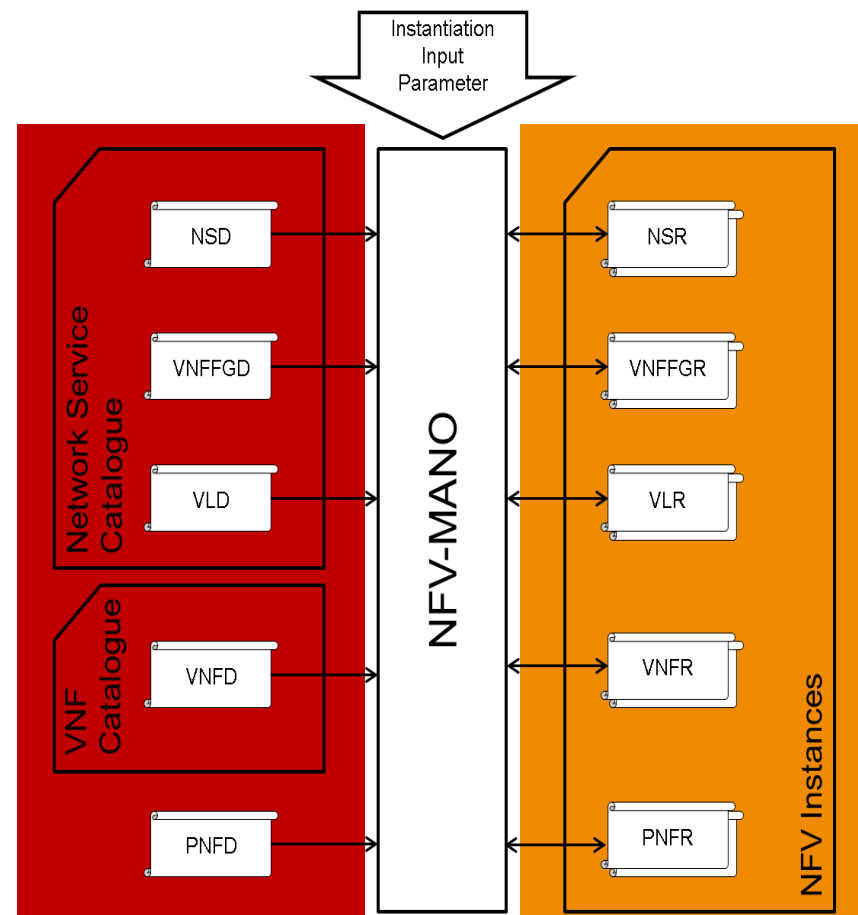 Instantiation
Input
Parameter
Network Service
Catalogue
NSD
VNFFGD
VLD
VNF
Catalogue
VNFD
PNFD
NFV-MANO
NSR
VNFFGR
VLR
VNFR
PNFR
NFV Instances